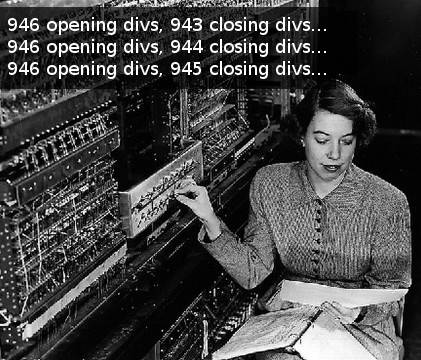 946 opening divs, 943 closing divs...
946 opening divs, 944 closing divs...
946 opening divs, 945 closing divs...